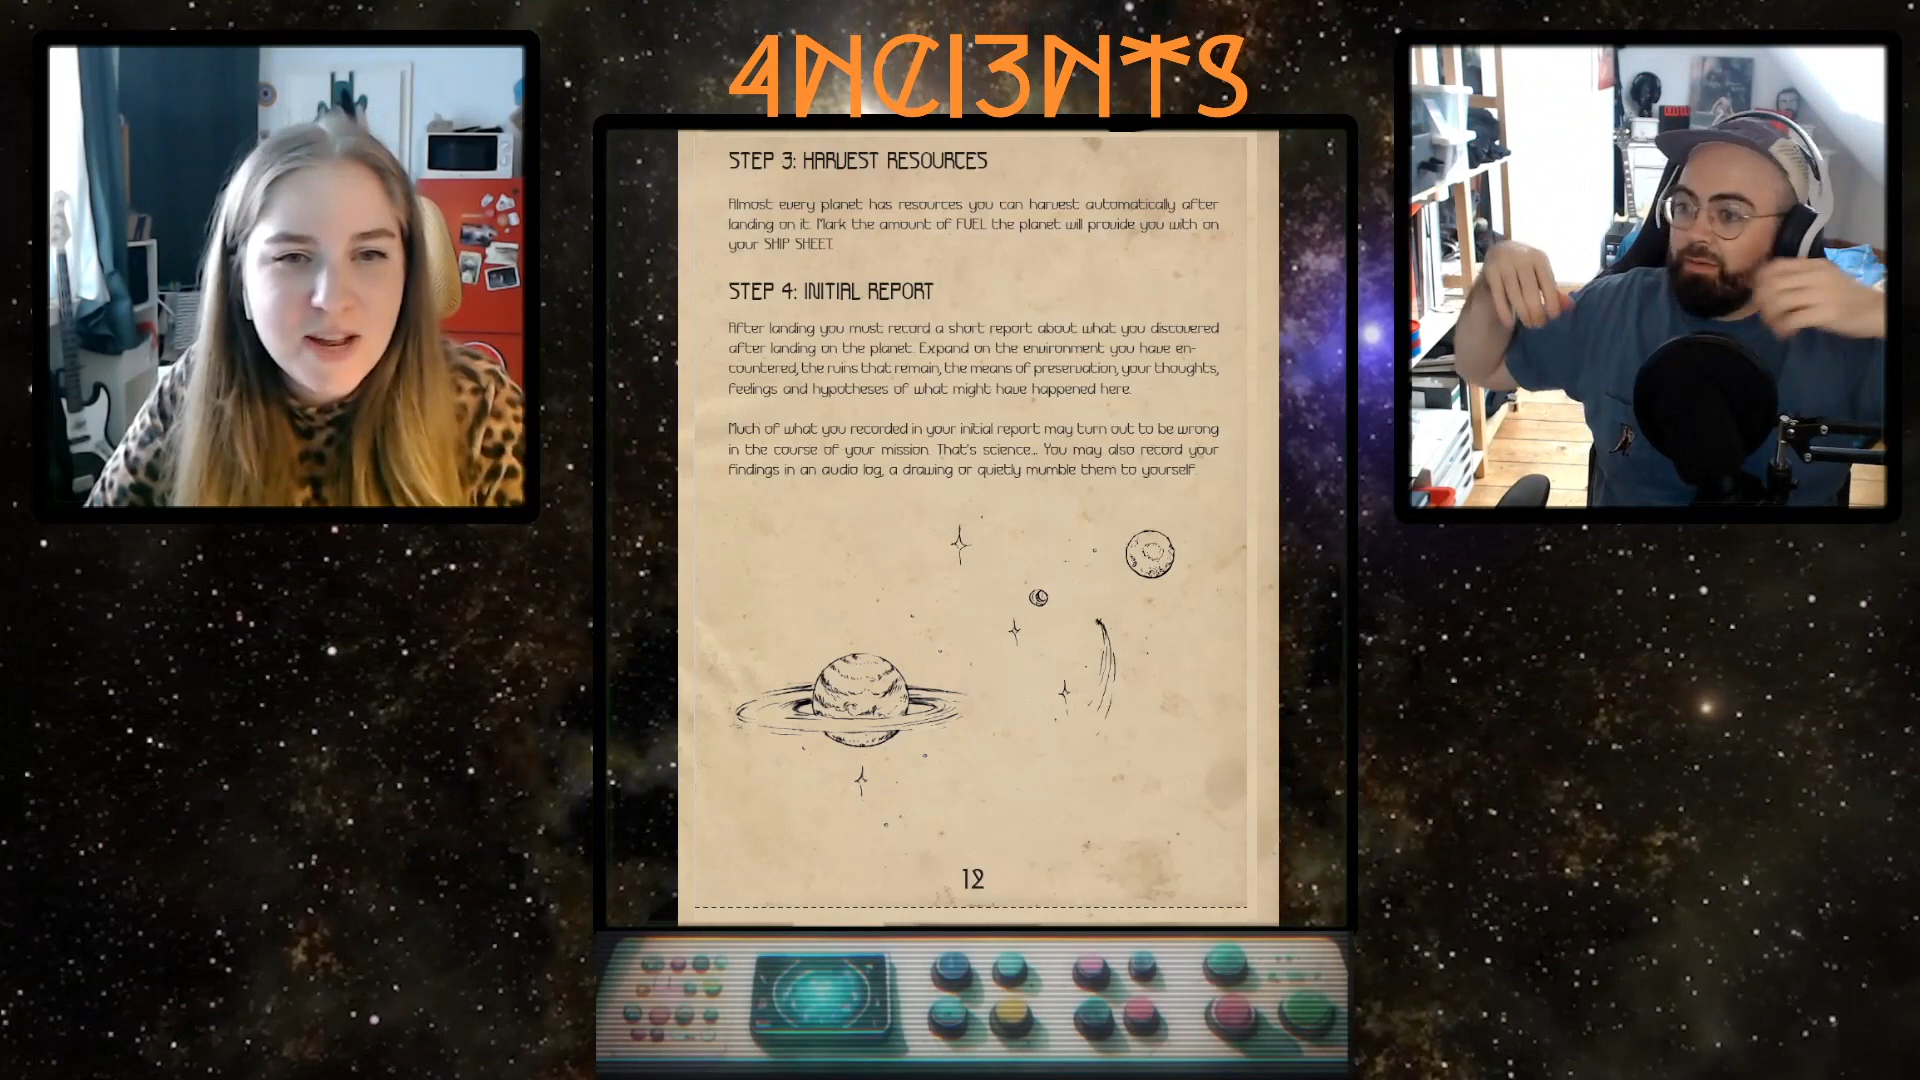 4NCI3NTS
STEP 3: HARVEST RESOURCES
Almost every planet has resources you can harvest automatically after
landing on it. Mark the amount of FUEL the planet will provide you with on
your SHIP SHEET.
STEP 4: INITIAL REPORT
After landing you must record a short report about what you discovered
after landing on the planet. Expand on the environment you have en-
countered, the ruins that remain, the means of preservation, your thoughts,
feelings and hypotheses of what might have happened here.
Much of what you recorded in your initial report may turn out to be wrong
in the course of your mission. That's science... You may also record your
findings in an audio log, a drawing or quietly mumble them to yourself.
12